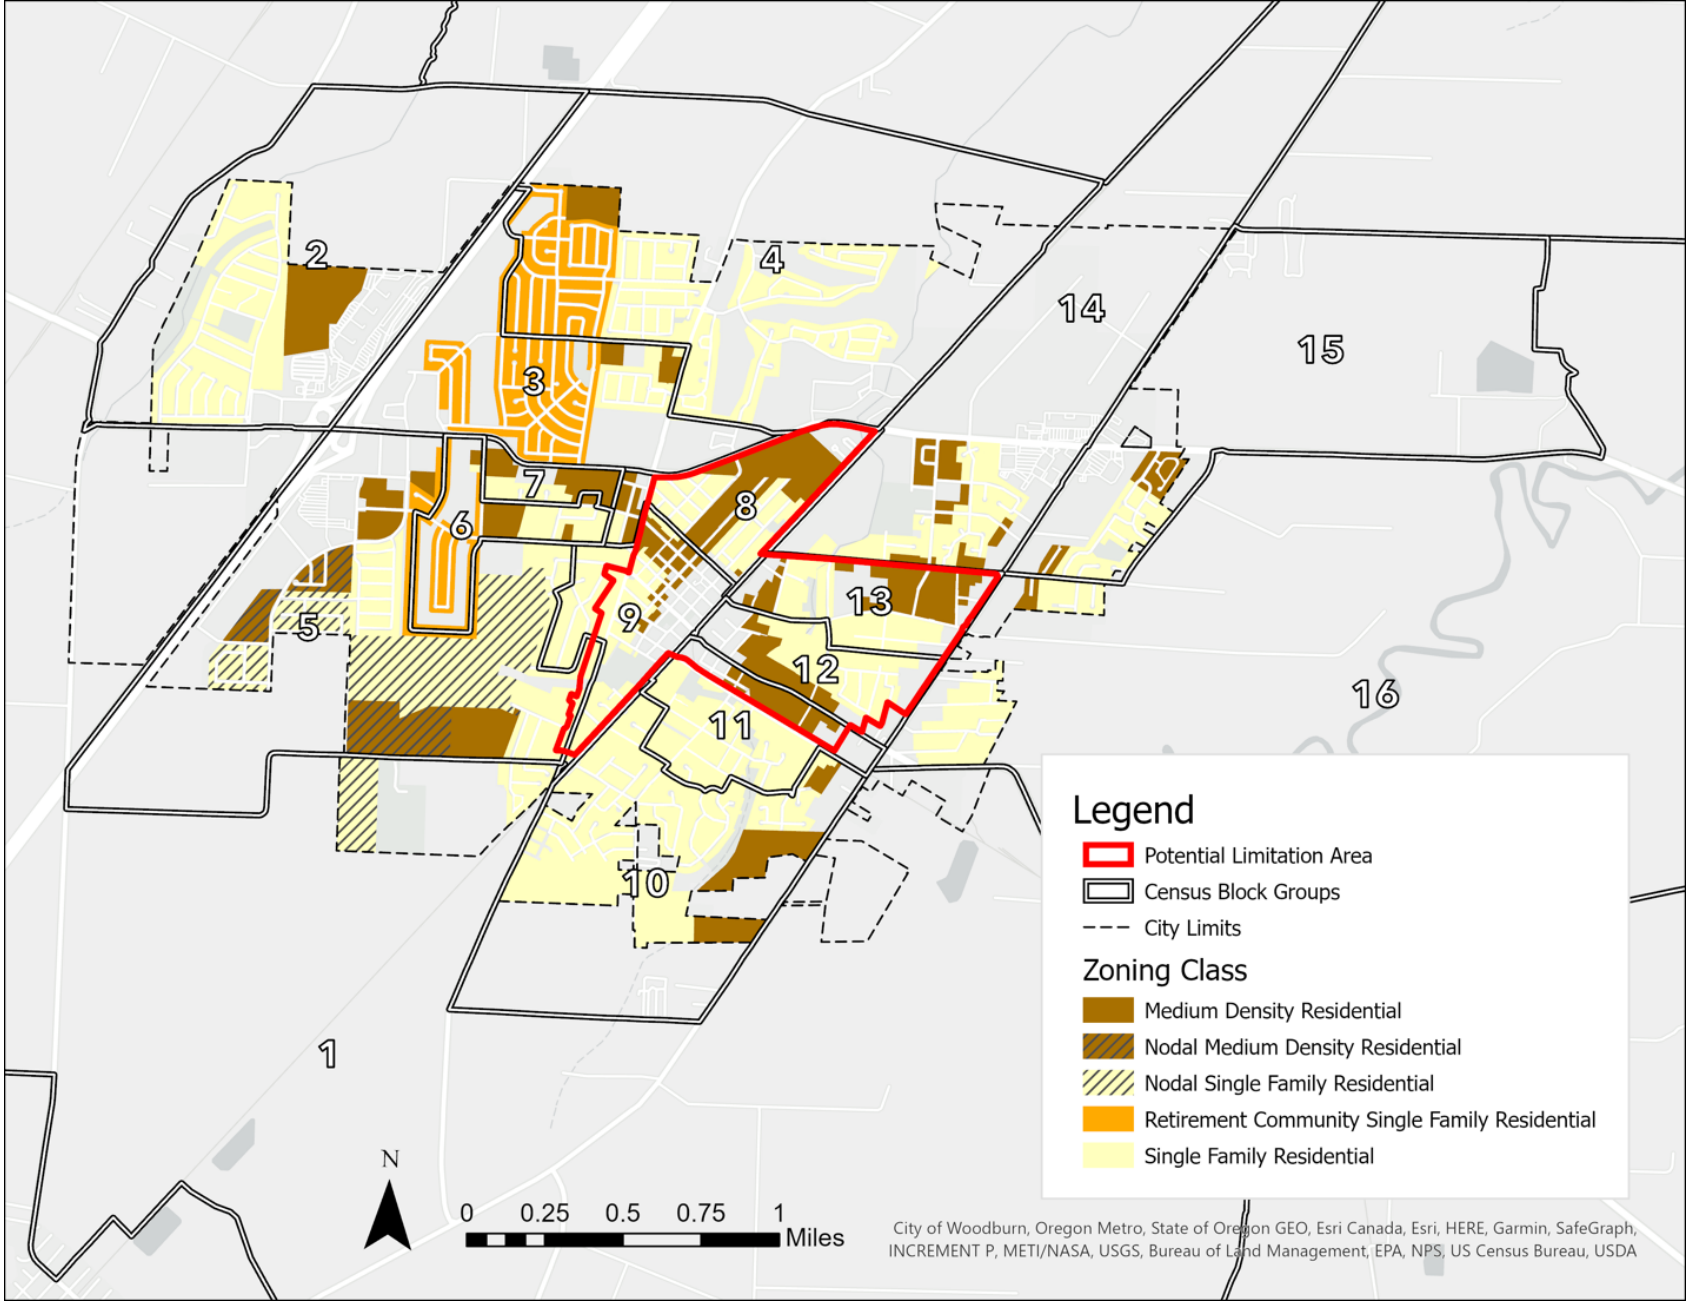 2
4
14
15
3
7
8
6
13
9
5
12
16
11
10
1
Legend
Potential Limitation Area
Census Block Groups
City Limits
Zoning Class
Medium Density Residential
Nodal Medium Density Residential
Nodal Single Family Residential
Retirement Community Single Family Residential
Single Family Residential
N
0 0.25 0.5 0.75 1
Miles
City of Woodburn, Oregon Metro, State of Oregon GEO, Esri Canada, Esri, HERE, Garmin, SafeGraph,
INCREMENT P, METI/NASA, USGS, Bureau of Land Management, EPA, NPS, US Census Bureau, USDA